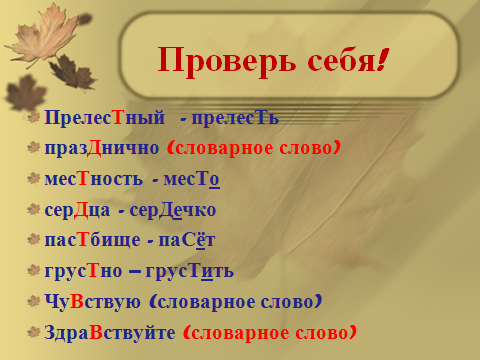 Проверь себя!
ПрелесТный - прелесТь
празДнично (словарное слово)
месТность - месТо
серДца - серДечко
пасТбище - паСёт
грусТно – грусТить
ЧуВствую (словарное слово)
ЗдраВствуйте (словарное слово)